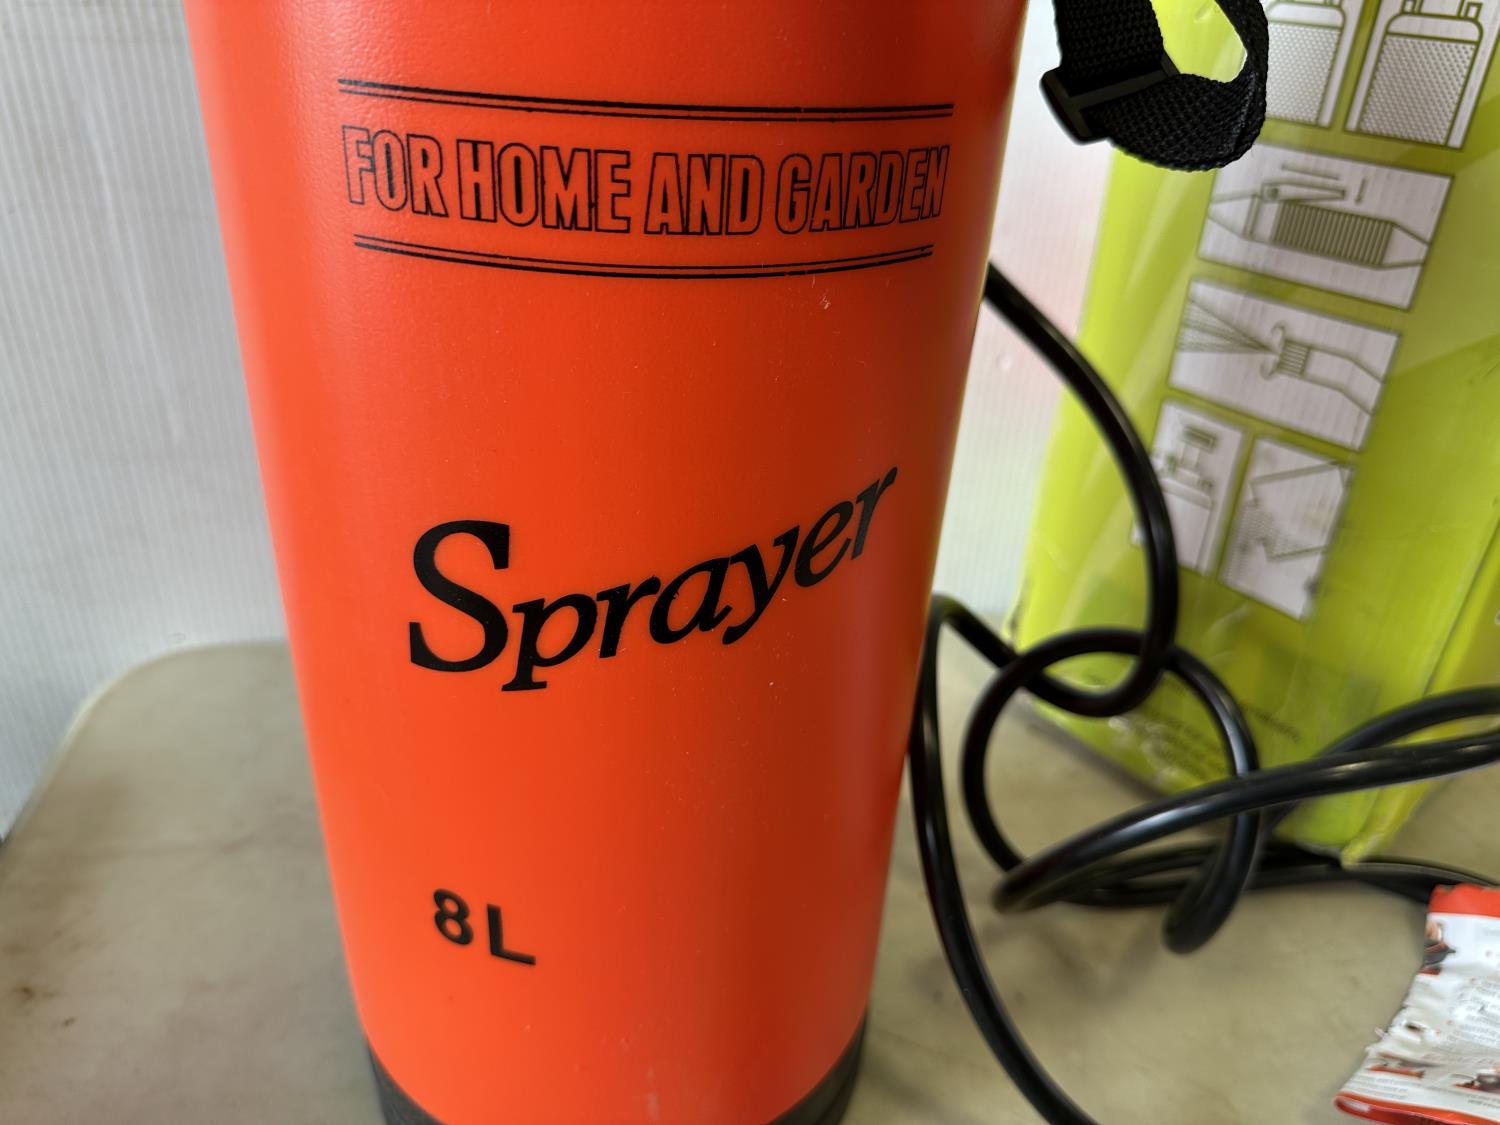 FOR HOME AND GARDEN
Sprayer
8L